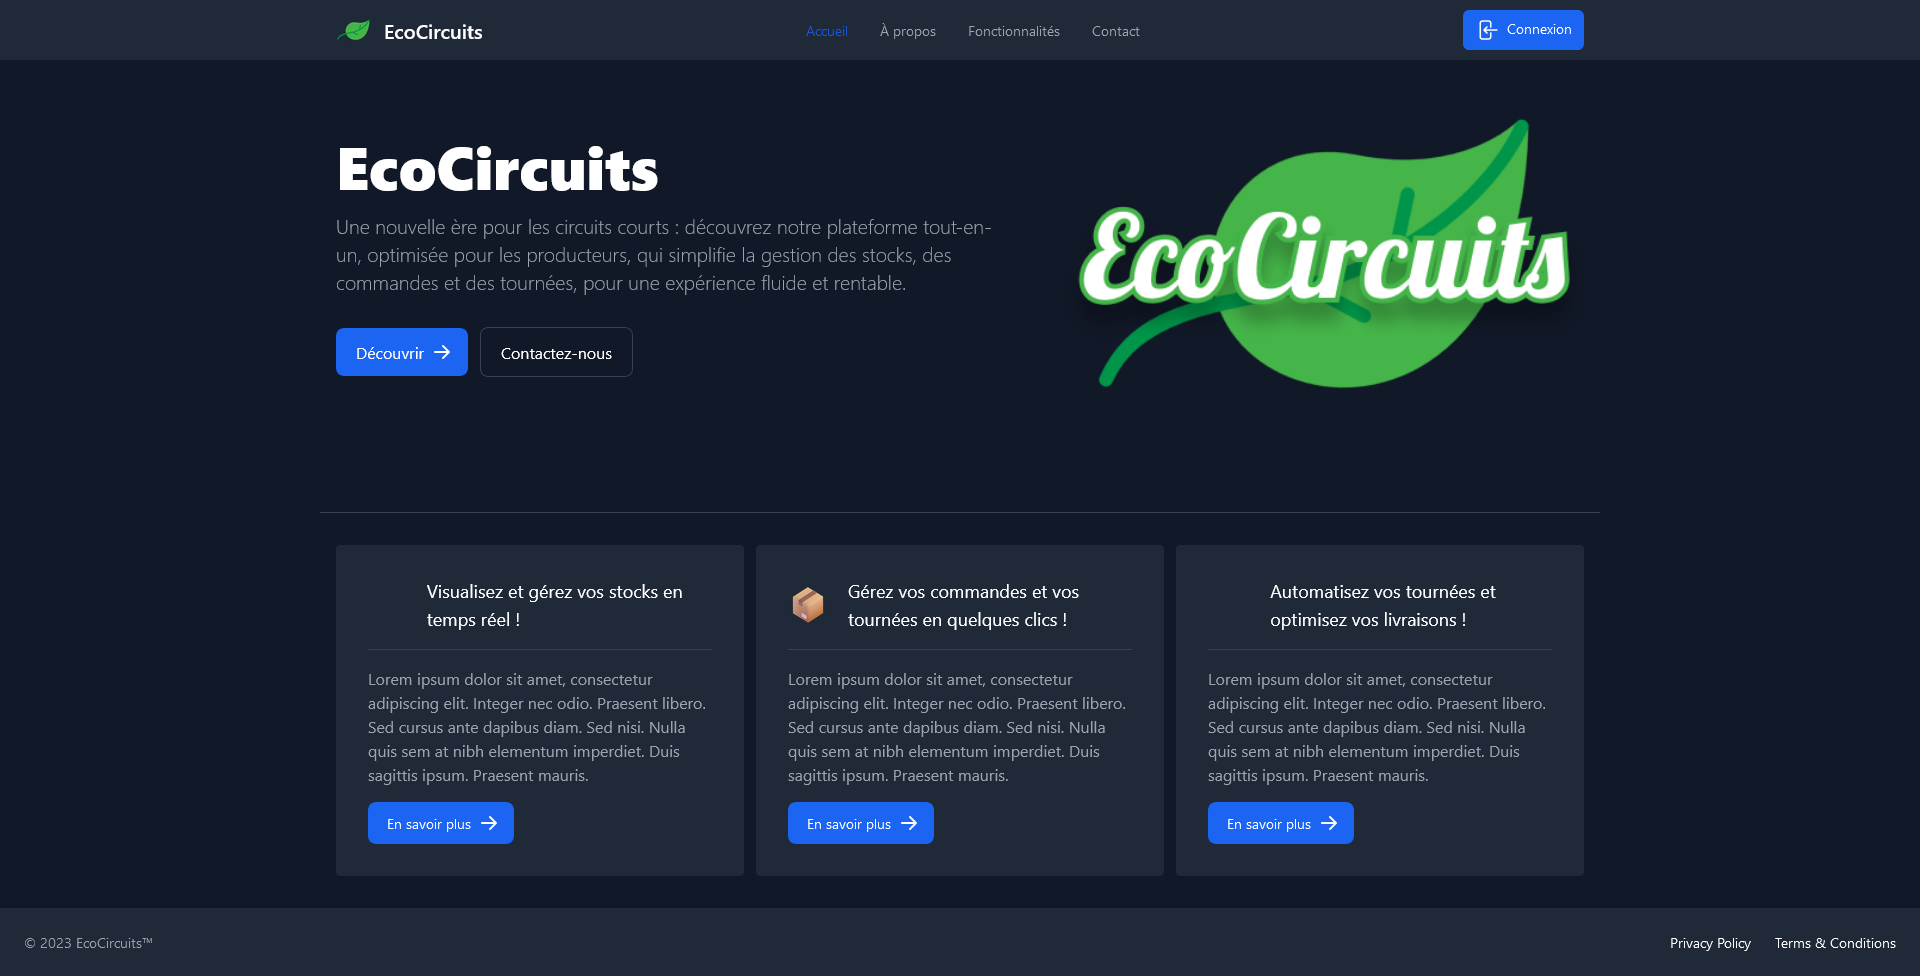 EcoCircuits
Accueil
À propos
Fonctionnalités
Contact
Connexion
EcoCircuits
Une nouvelle ère pour les circuits courts : découvrez notre plateforme tout-en-
un, optimisée pour les producteurs, qui simplifie la gestion des stocks, des
commandes et des tournées, pour une expérience fluide et rentable.
Découvrir
Contactez-nous
EcoCircuits
Visualisez et gérez vos stocks en
temps réel !
Lorem ipsum dolor sit amet, consectetur
adipiscing elit. Integer nec odio. Praesent libero.
Sed cursus ante dapibus diam. Sed nisi. Nulla
quis sem at nibh elementum imperdiet. Duis
sagittis ipsum. Praesent mauris.
En savoir plus
Gérez vos commandes et vos
tournées en quelques clics !
Lorem ipsum dolor sit amet, consectetur
adipiscing elit. Integer nec odio. Praesent libero.
Sed cursus ante dapibus diam. Sed nisi. Nulla
quis sem at nibh elementum imperdiet. Duis
sagittis ipsum. Praesent mauris.
En savoir plus
Automatisez vos tournées et
optimisez vos livraisons !
Lorem ipsum dolor sit amet, consectetur
adipiscing elit. Integer nec odio. Praesent libero.
Sed cursus ante dapibus diam. Sed nisi. Nulla
quis sem at nibh elementum imperdiet. Duis
sagittis ipsum. Praesent mauris.
En savoir plus
© 2023 EcoCircuits™
Privacy Policy
Terms & Conditions